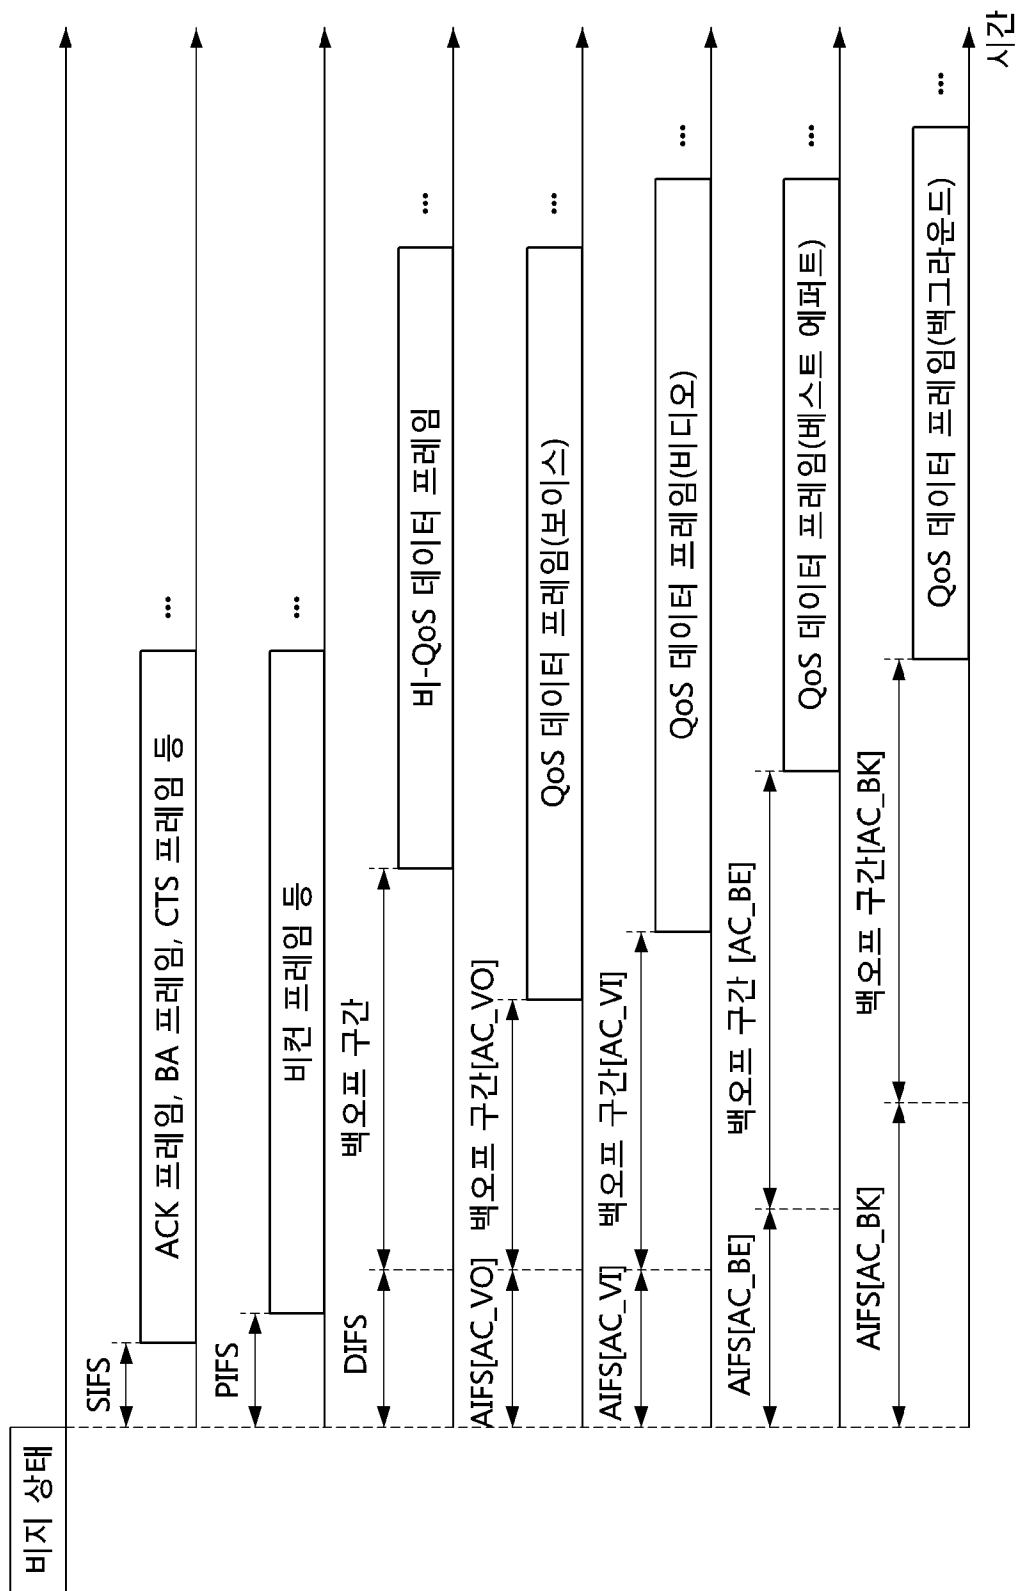 비지 상태
SIFS
ACK 프레임, BA 프레임, CTS 프레임 등
...
PIFS
비컨 프레임 등
...
DIFS
백오프 구간
비-QoS 데이터 프레임
...
AIFS[AC_VO]
백오프 구간[AC_VO]
QoS 데이터 프레임(보이스)
...
AIFS[AC_VI]
백오프 구간[AC_VI]
QoS 데이터 프레임(비디오)
...
AIFS[AC_BE]
백오프 구간 [AC_BE]
QoS 데이터 프레임(베스트 에퍼트)
...
AIFS[AC_BK]
백오프 구간[AC_BK]
QoS 데이터 프레임(백그라운드)
...
시간